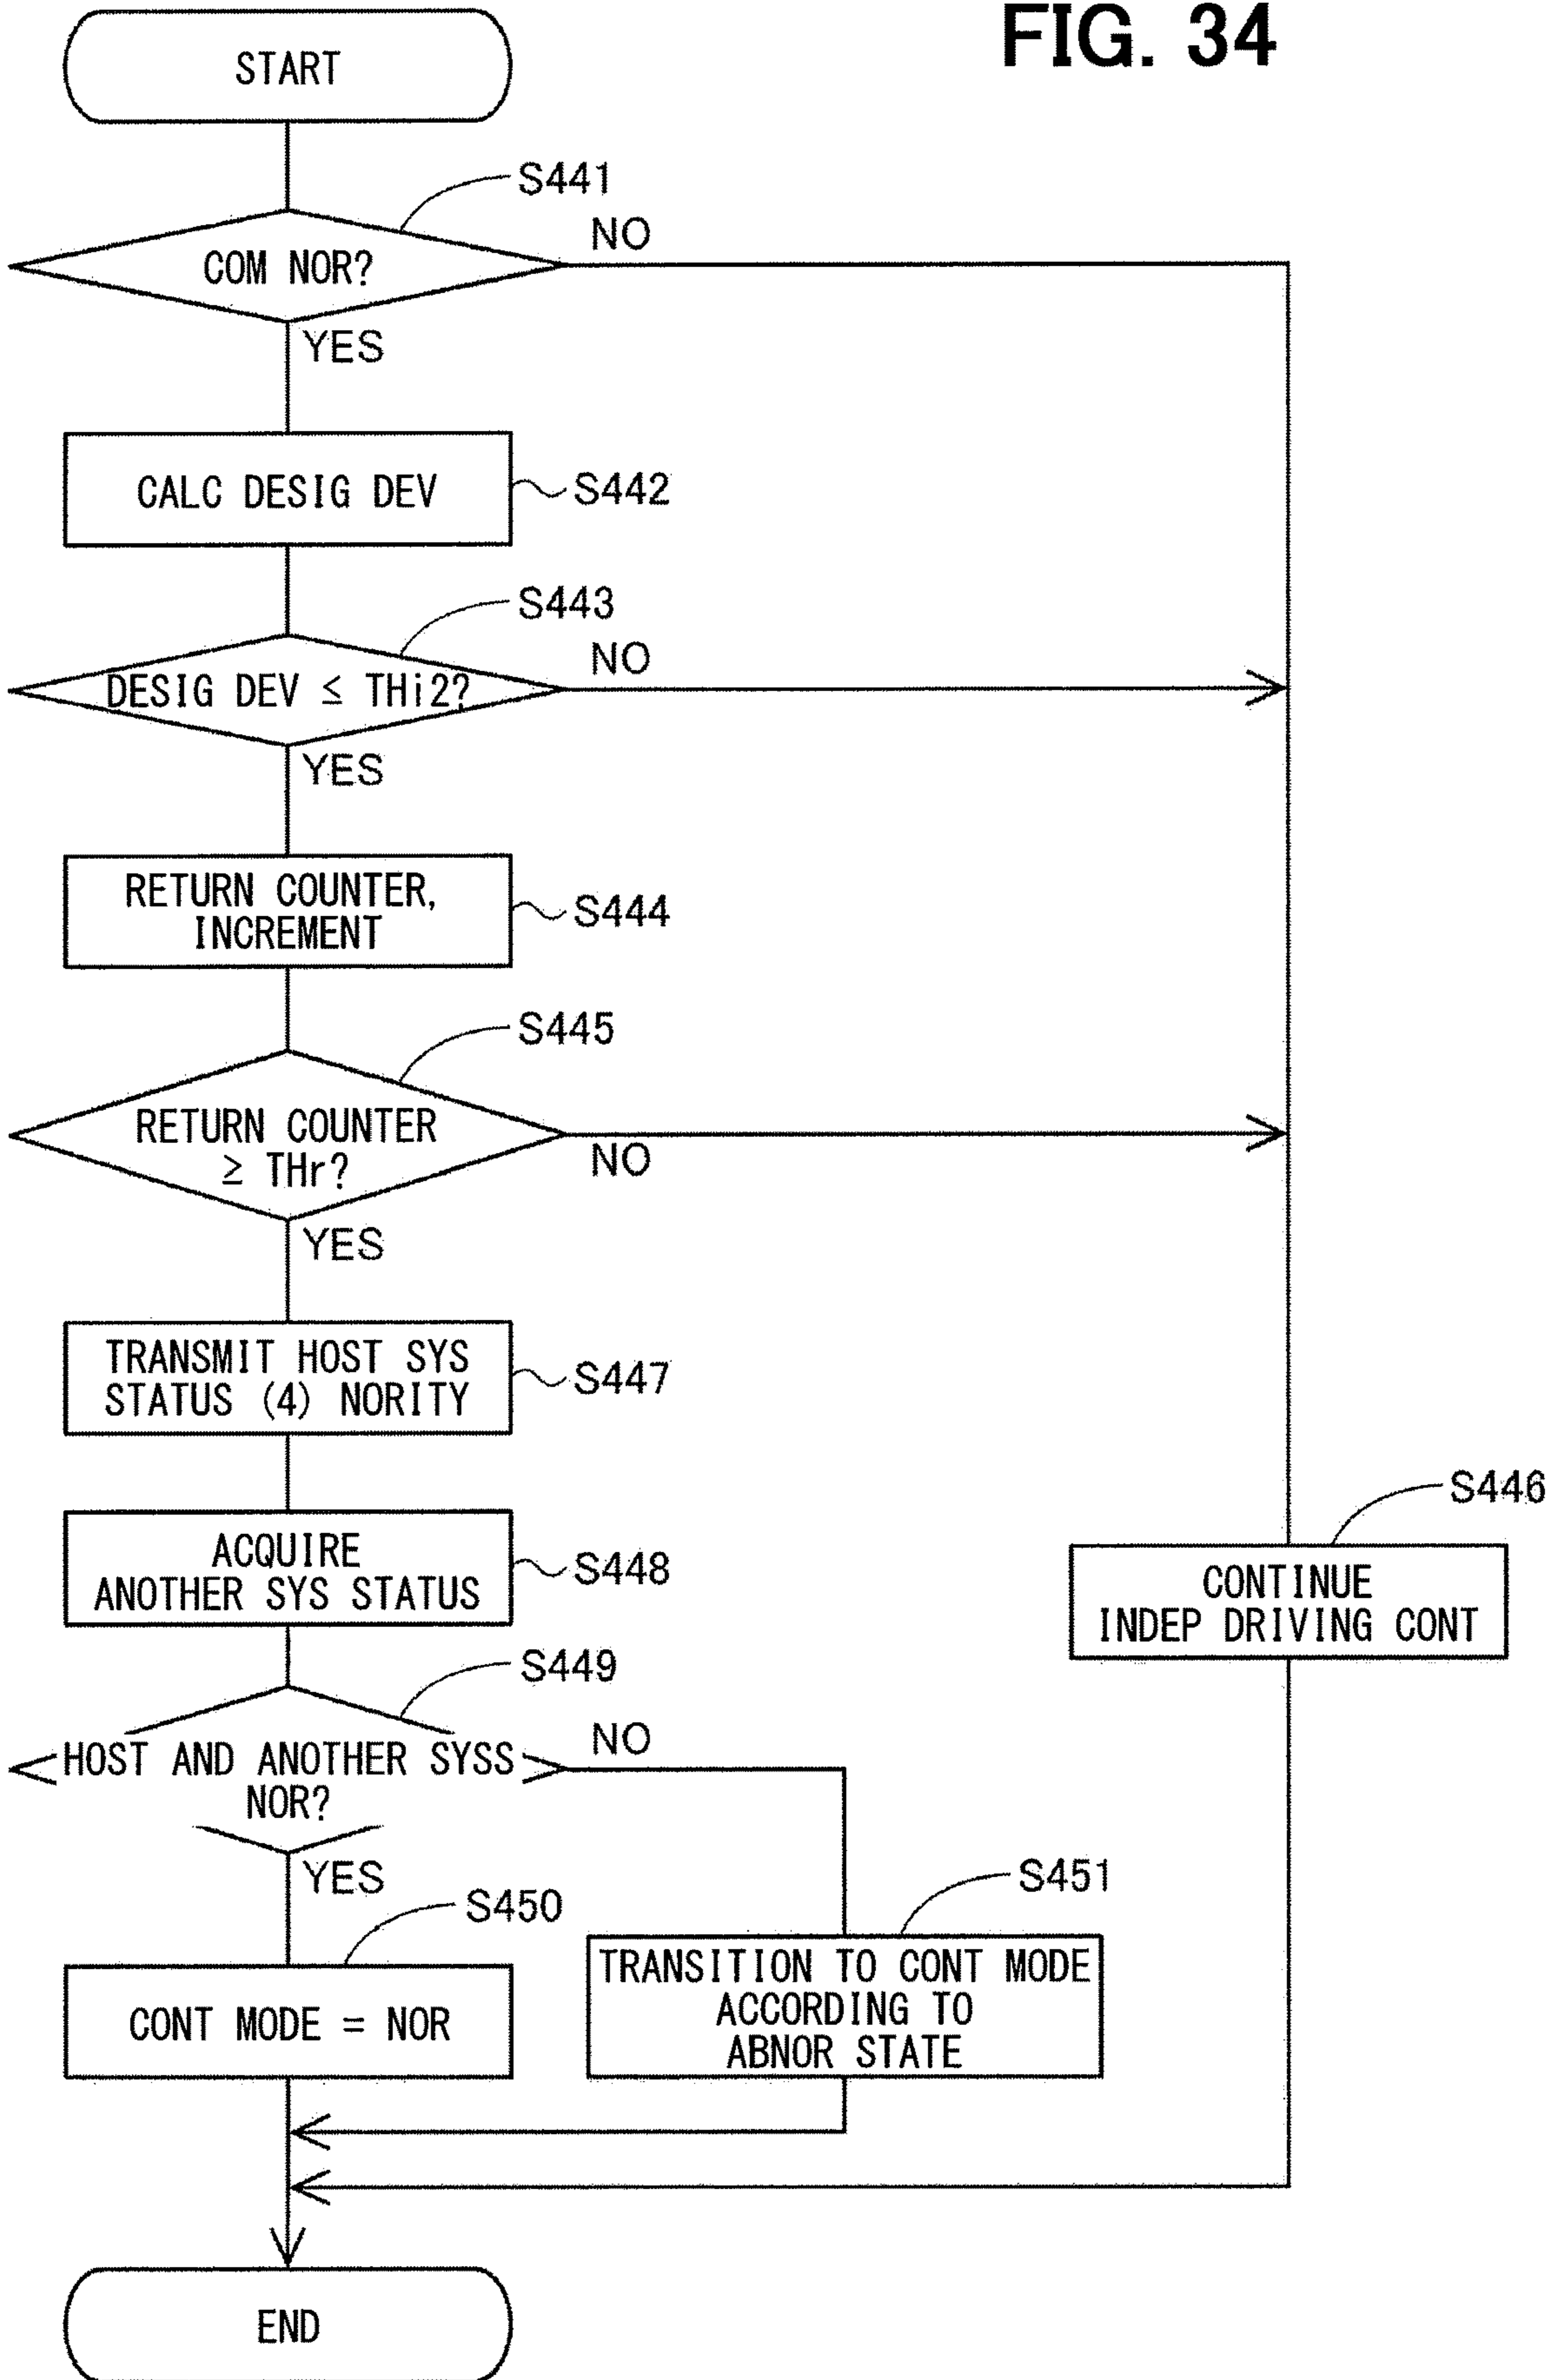 FIG. 34
START
S441
COM NOR?
NO
YES
CALC DESIG DEV
S442
S443
DESIG DEV ≤ THi2?
NO
YES
RETURN COUNTER,
INCREMENT
S444
S445
RETURN COUNTER
≥ THr?
NO
YES
TRANSMIT HOST SYS
STATUS (4) NORITY
S447
ACQUIRE
ANOTHER SYS STATUS
S448
S446
CONTINUE
INDEP DRIVING CONT
S449
HOST AND ANOTHER SYSS
NOR?
NO
YES
S450
CONT MODE = NOR
S451
TRANSITION TO CONT MODE
ACCORDING TO
ABNOR STATE
END